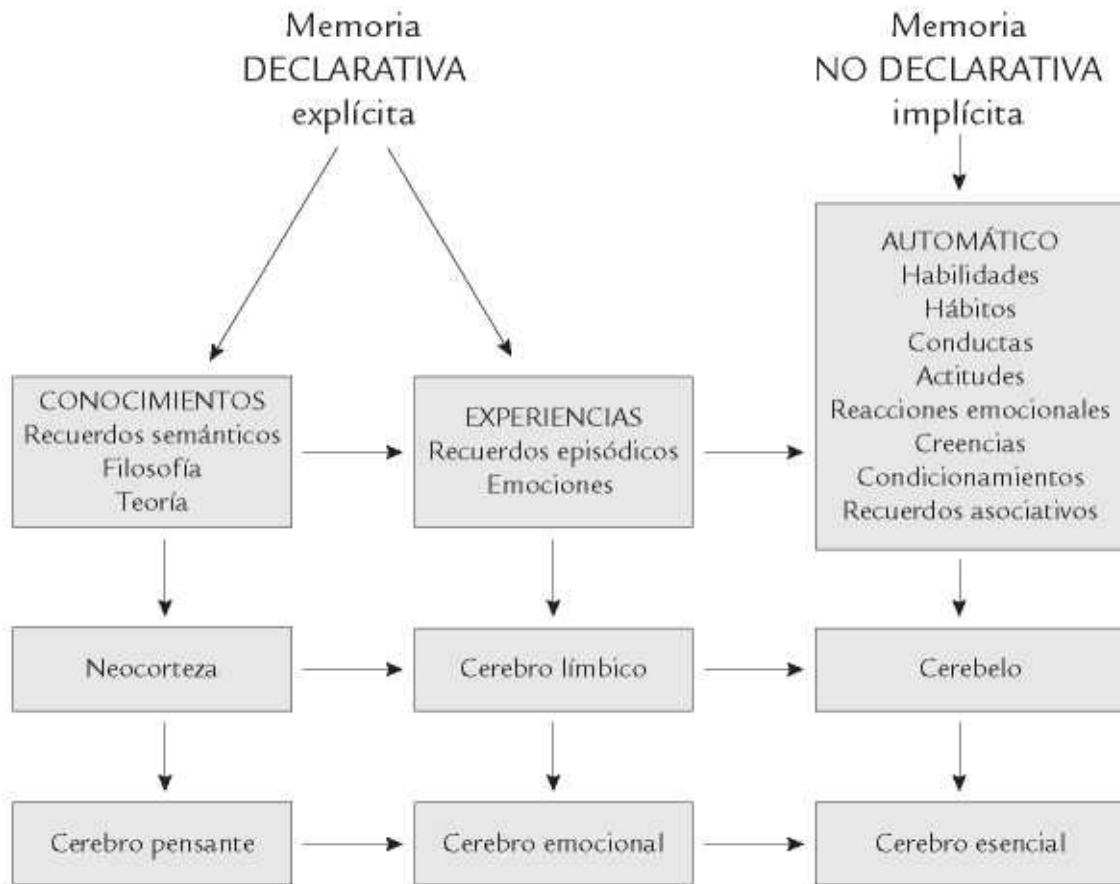 Memoria
DECLARATIVA
explícita
Memoria
NO DECLARATIVA
implícita
CONOCIMIENTOS
Recuerdos semánticos
Filosofía
Teoría
EXPERIENCIAS
Recuerdos episódicos
Emociones
AUTOMÁTICO
Habilidades
Hábitos
Conductas
Actitudes
Reacciones emocionales
Creencias
Condicionamientos
Recuerdos asociativos
Neocorteza
Cerebro límbico
Cerebelo
Cerebro pensante
Cerebro emocional
Cerebro esencial